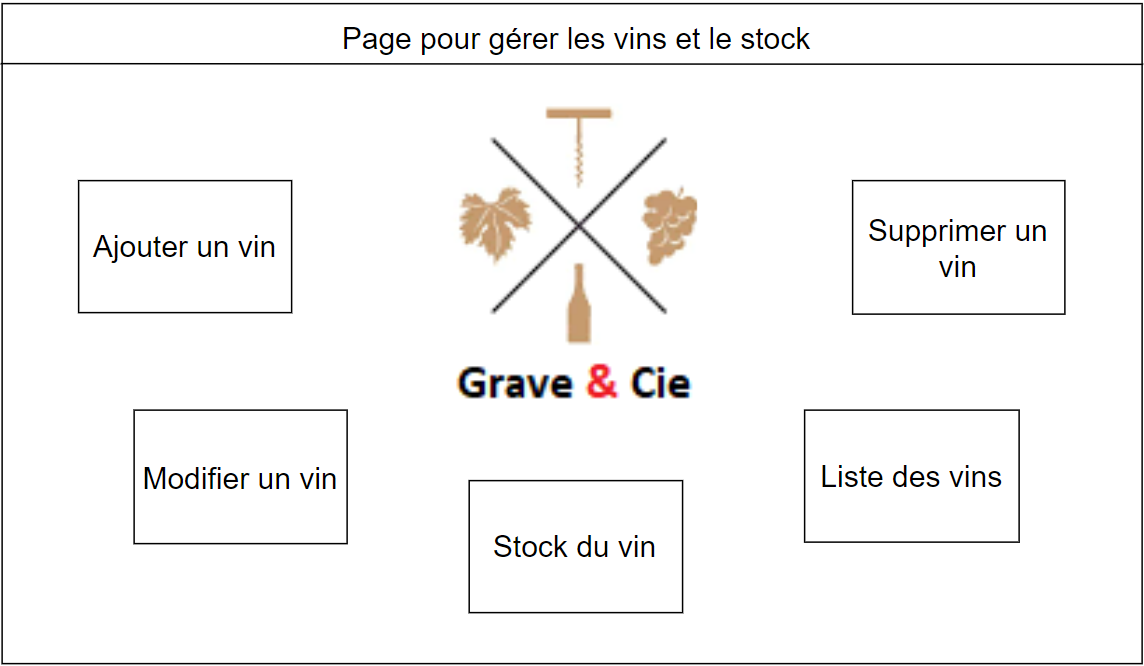 Page pour gérer les vins et le stock
Ajouter un vin
Supprimer un
vin
Grave & Cie
Modifier un vin
Liste des vins
Stock du vin